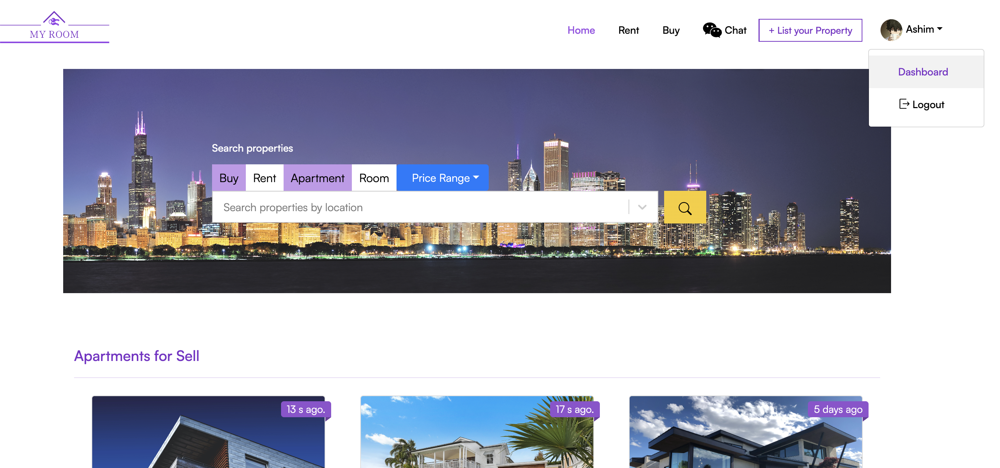 MY ROOM
Home
Rent
Buy
Chat
+ List your Property
Ashim
Dashboard
Logout
Search properties
Buy
Rent
Apartment
Room
Price Range
Search properties by location
Apartments for Sell
13 s ago.
17 s ago.
5 days ago